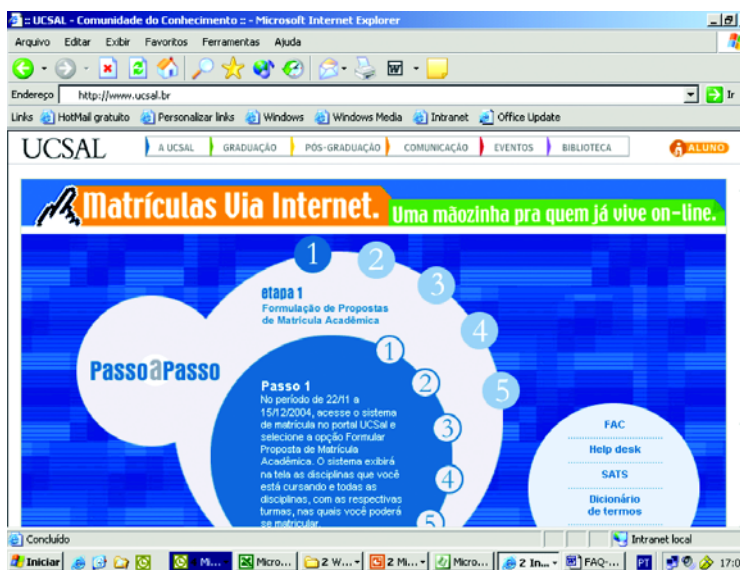 :: UCSAL - Comunidade do Conhecimento :: - Microsoft Internet Explorer
Arquivo Editar Exibir Favoritos Ferramentas Ajuda
Endereço http://www.ucsal.br Ir
Links HotMail gratuito Personalizar links Windows Windows Media Intranet Office Update
UCSAL A UCSAL GRADUAÇÃO PÓS-GRADUAÇÃO COMUNICAÇÃO EVENTOS BIBLIOTECA ALUNO
Matrículas Via Internet. Uma mãozinha pra quem já vive on-line.
1
2
3
4
5
etapa 1
Formulação de Propostas
de Matrícula Acadêmica
PassoaPasso
1
2
3
4
5
Passo 1
No período de 22/11 a
15/12/2004, acesse o sistema
de matrícula no portal UCSal e
selecione a opção Formular
Proposta de Matrícula
Acadêmica. O sistema exibirá
na tela as disciplinas que você
está cursando e todas as
disciplinas, com as respectivas
turmas, nas quais você poderá
se matricular.
FAC
Help desk
SATS
Dicionário
de termos
Concluído Intranet local
Iniciar M... Micro... 2 W... 2 Mi... Micro... 2 In... FAQ-... PT 17:0